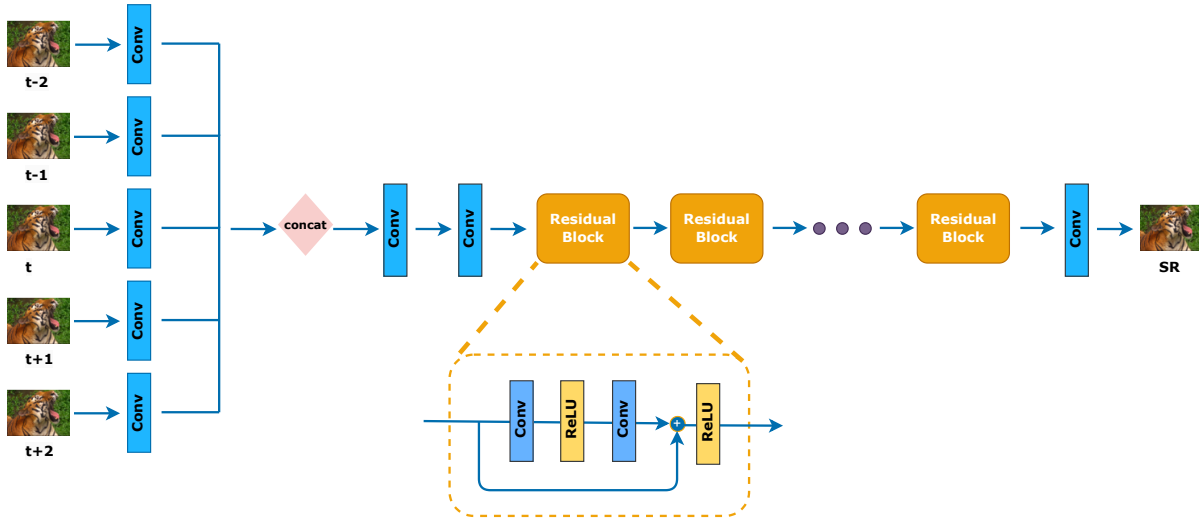 t-2
Conv
t-1
Conv
t
Conv
t+1
Conv
t+2
Conv
concat
Conv
Conv
Residual
Block
Residual
Block
Residual
Block
Conv
SR
Conv
ReLU
Conv
+
ReLU